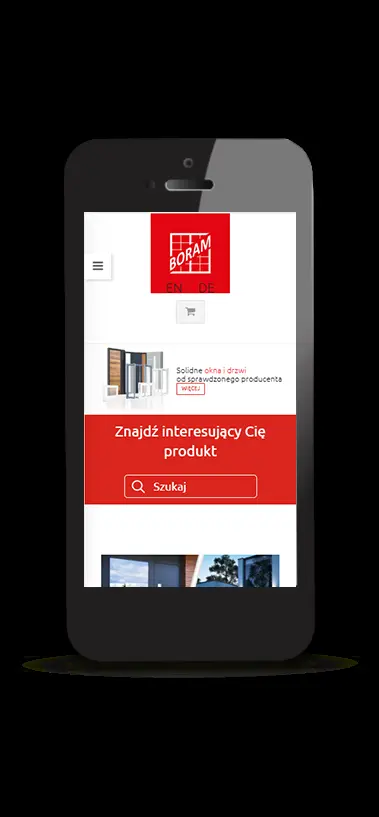 BORAM
EN DE
Solidne okna i drzwi
od sprawdzonego producenta
WIĘCEJ
Znajdź interesujący Cię
produkt
Szukaj